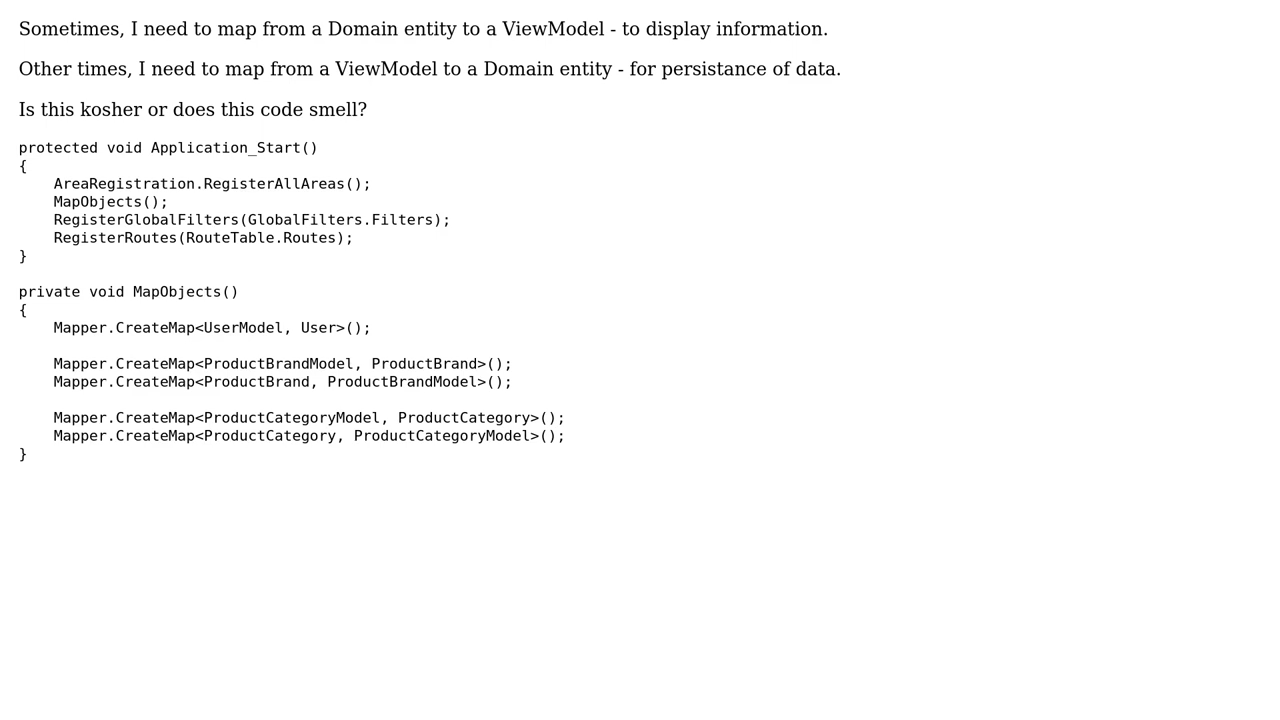 Sometimes, I need to map from a Domain entity to a ViewModel - to display information.
Other times, I need to map from a ViewModel to a Domain entity - for persistance of data.
Is this kosher or does this code smell?
protected void Application_Start()
{
    AreaRegistration.RegisterAllAreas();
    MapObjects();
    RegisterGlobalFilters(GlobalFilters.Filters);
    RegisterRoutes(RouteTable.Routes);
}

private void MapObjects()
{
    Mapper.CreateMap<UserModel, User>();

    Mapper.CreateMap<ProductBrandModel, ProductBrand>();
    Mapper.CreateMap<ProductBrand, ProductBrandModel>();

    Mapper.CreateMap<ProductCategoryModel, ProductCategory>();
    Mapper.CreateMap<ProductCategory, ProductCategoryModel>();
}